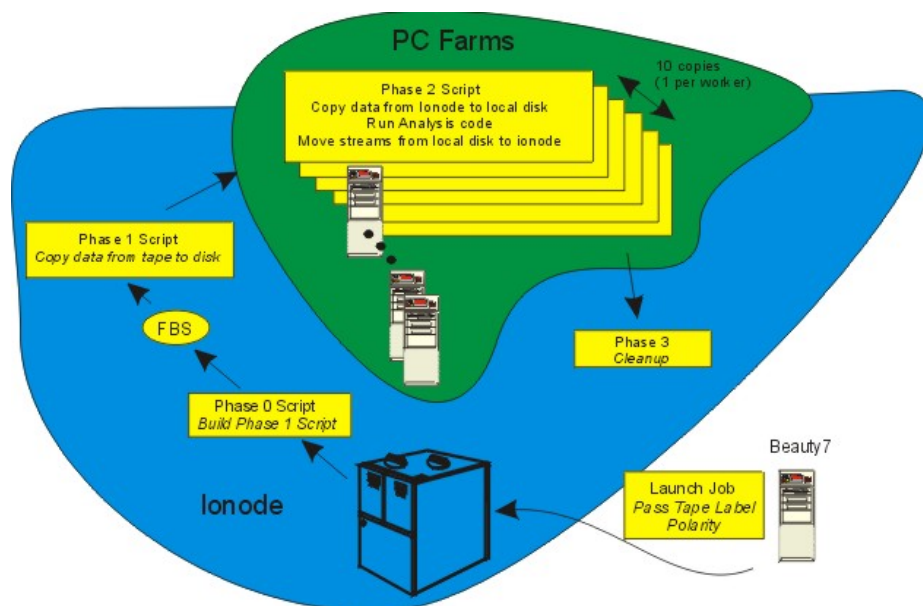 PC Farms
10 copies
(1 per worker)
Phase 2 Script
Copy data from Ionode to local disk
Run Analysis code
Move streams from local disk to ionode
Phase 1 Script
Copy data from tape to disk
FBS
Phase 3
Cleanup
Phase 0 Script
Build Phase 1 Script
Beauty7
Launch Job
Pass Tape Label
Polarity
Ionode